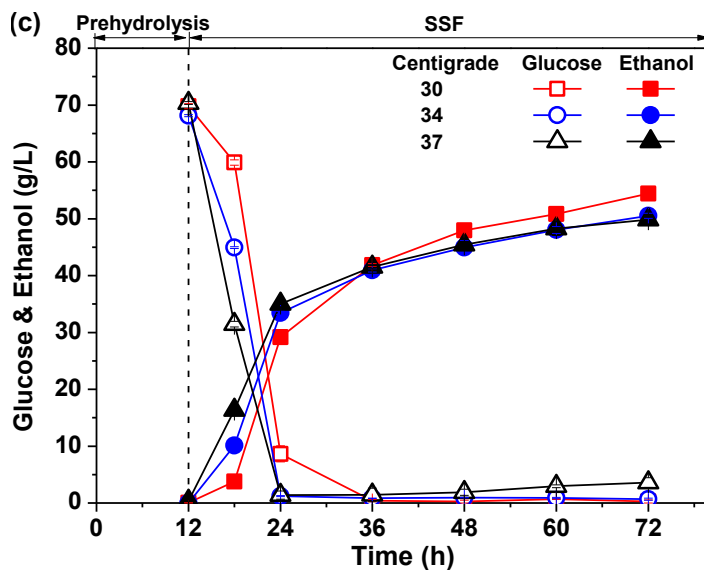 (c)
Prehydrolysis SSF
Centigrade Glucose Ethanol
30
34
37
Glucose & Ethanol (g/L)
80
70
60
50
40
30
20
10
0
0 12 24 36 48 60 72
Time (h)